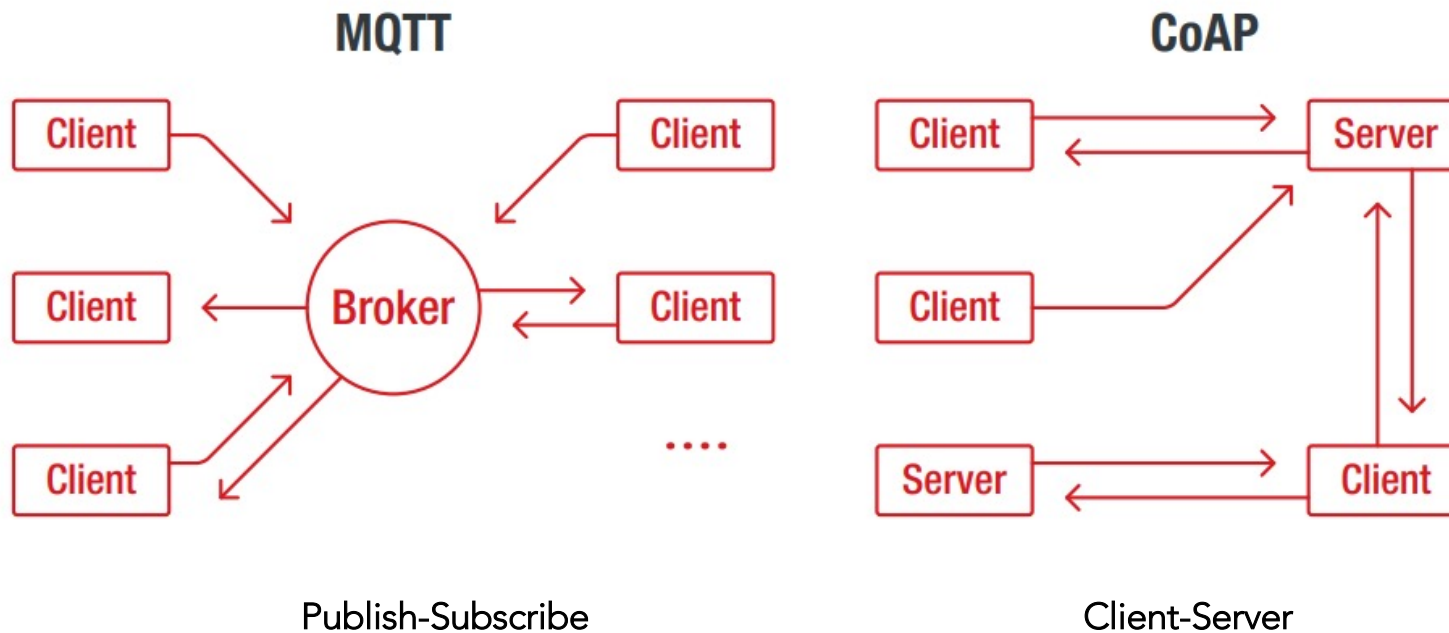 MQTT
CoAP
Client
Client
Client
Server
Client
Broker
Client
Client
Client
....
Server
Client
Publish-Subscribe
Client-Server